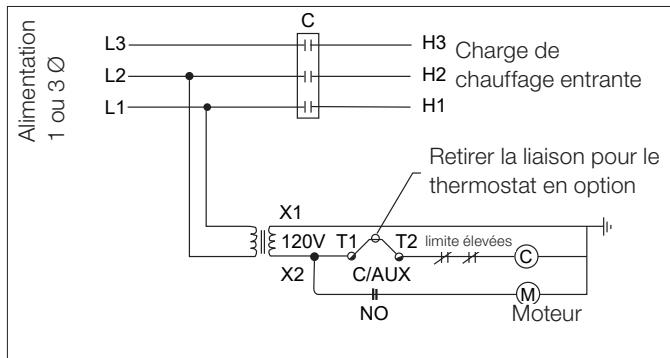 Alimentation
1 ou 3 Ø
C
L3
H3
L2
H2
L1
H1
Charge de
chauffage entrante
Retirer la liaison pour le
thermostat en option
X1
120V
T1
T2
limite élevées
C
X2
C/AUX
NO
M
Moteur